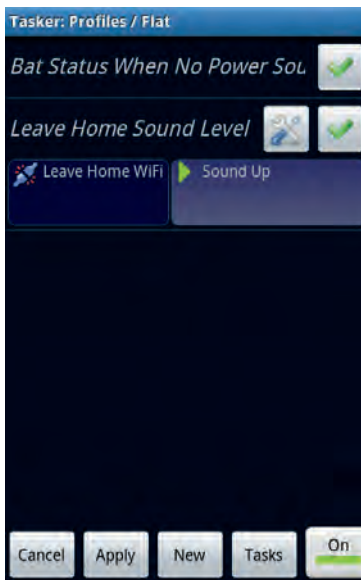 Tasker: Profiles / Flat
Bat Status When No Power Sou
Leave Home Sound Level
Leave Home WiFi
Sound Up
Cancel
Apply
New
Tasks
On